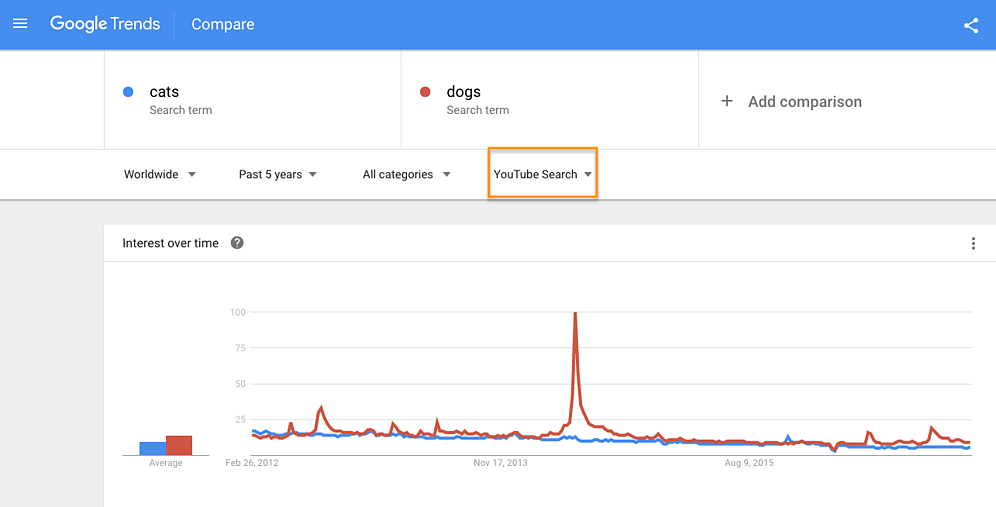 Google Trends Compare
cats
Search term
dogs
Search term
+ Add comparison
Worldwide Past 5 years All categories YouTube Search
Interest over time ?
100
75
50
25
Average
Feb 26, 2012 Nov 17, 2013 Aug 9, 2015